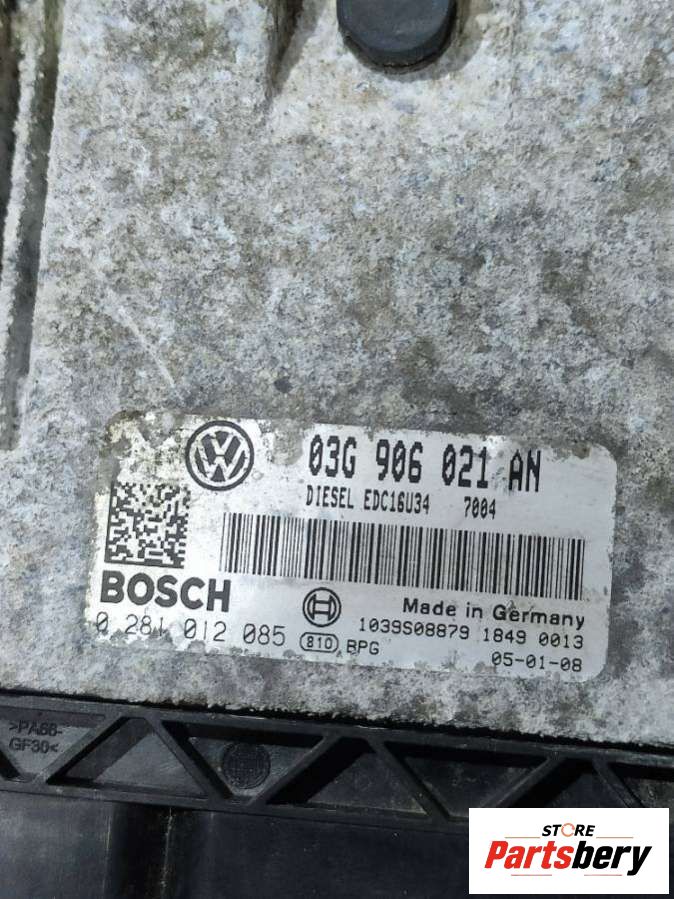 03G 906 021 AN
DIESEL EDC16U34 7004
BOSCH
Made in Germany
0 281 012 085 810 BPG 1039S08879 1849 0013
05-01-08
>PA66-
GF30<
STORE
Partsbery